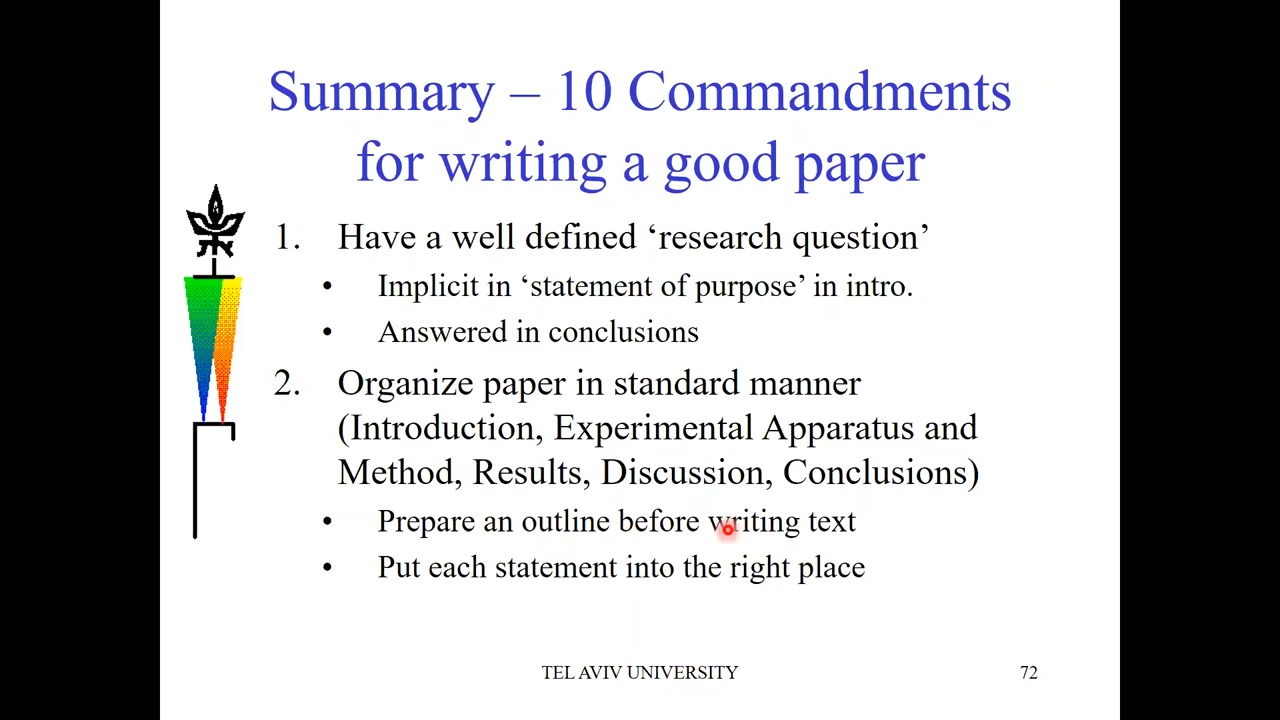 Summary – 10 Commandments
for writing a good paper
את
1. Have a well defined ‘research question’
• Implicit in ‘statement of purpose’ in intro.
• Answered in conclusions
2. Organize paper in standard manner
(Introduction, Experimental Apparatus and
Method, Results, Discussion, Conclusions)
• Prepare an outline before writing text
• Put each statement into the right place
TEL AVIV UNIVERSITY
72